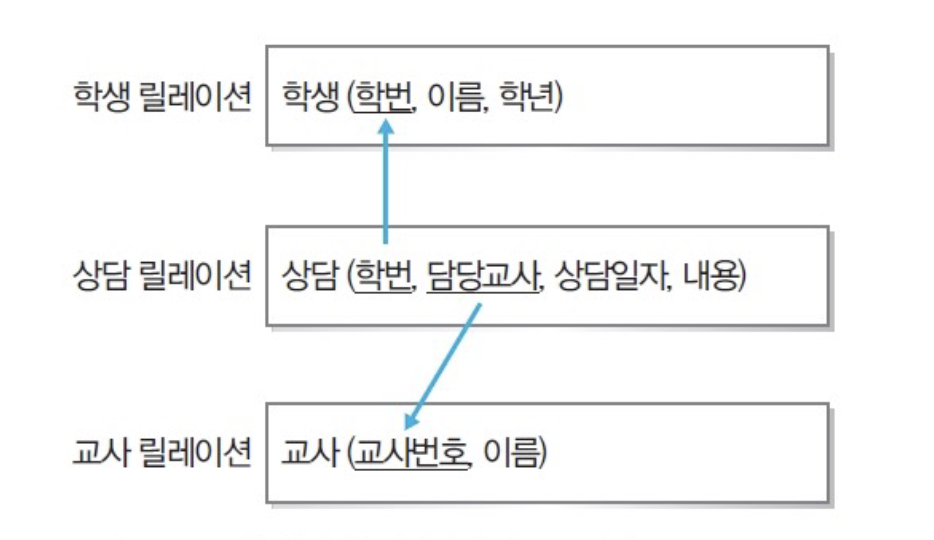 학생 릴레이션 학생 (학번, 이름, 학년)
상담 릴레이션 상담 (학번, 담당교사, 상담일자, 내용)
교사 릴레이션 교사 (교사번호, 이름)